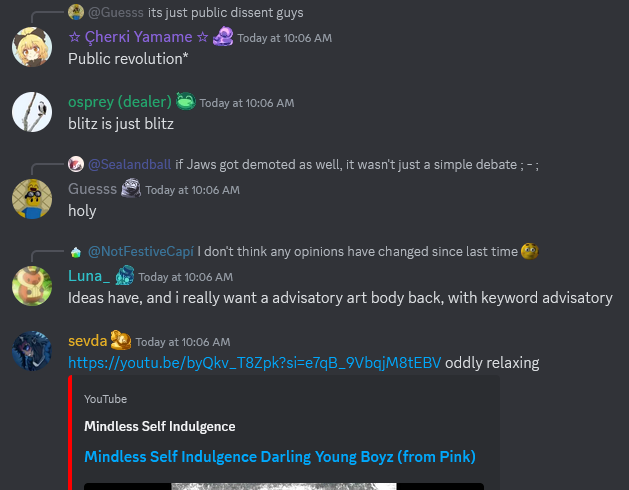 @Guesss its just public dissent guys
☆ Çherкi Yamame ☆ Today at 10:06 AM
Public revolution*
osprey (dealer) Today at 10:06 AM
blitz is just blitz
@Sealandball if Jaws got demoted as well, it wasn't just a simple debate ; - ;
Guesss Today at 10:06 AM
holy
@NotFestiveCapí I don't think any opinions have changed since last time
Luna_ Today at 10:06 AM
Ideas have, and i really want a advisatory art body back, with keyword advisatory
sevda Today at 10:06 AM
https://youtu.be/byQkv_T8Zpk?si=e7qB_9VbqjM8tEBV oddly relaxing
YouTube
Mindless Self Indulgence
Mindless Self Indulgence Darling Young Boyz (from Pink)